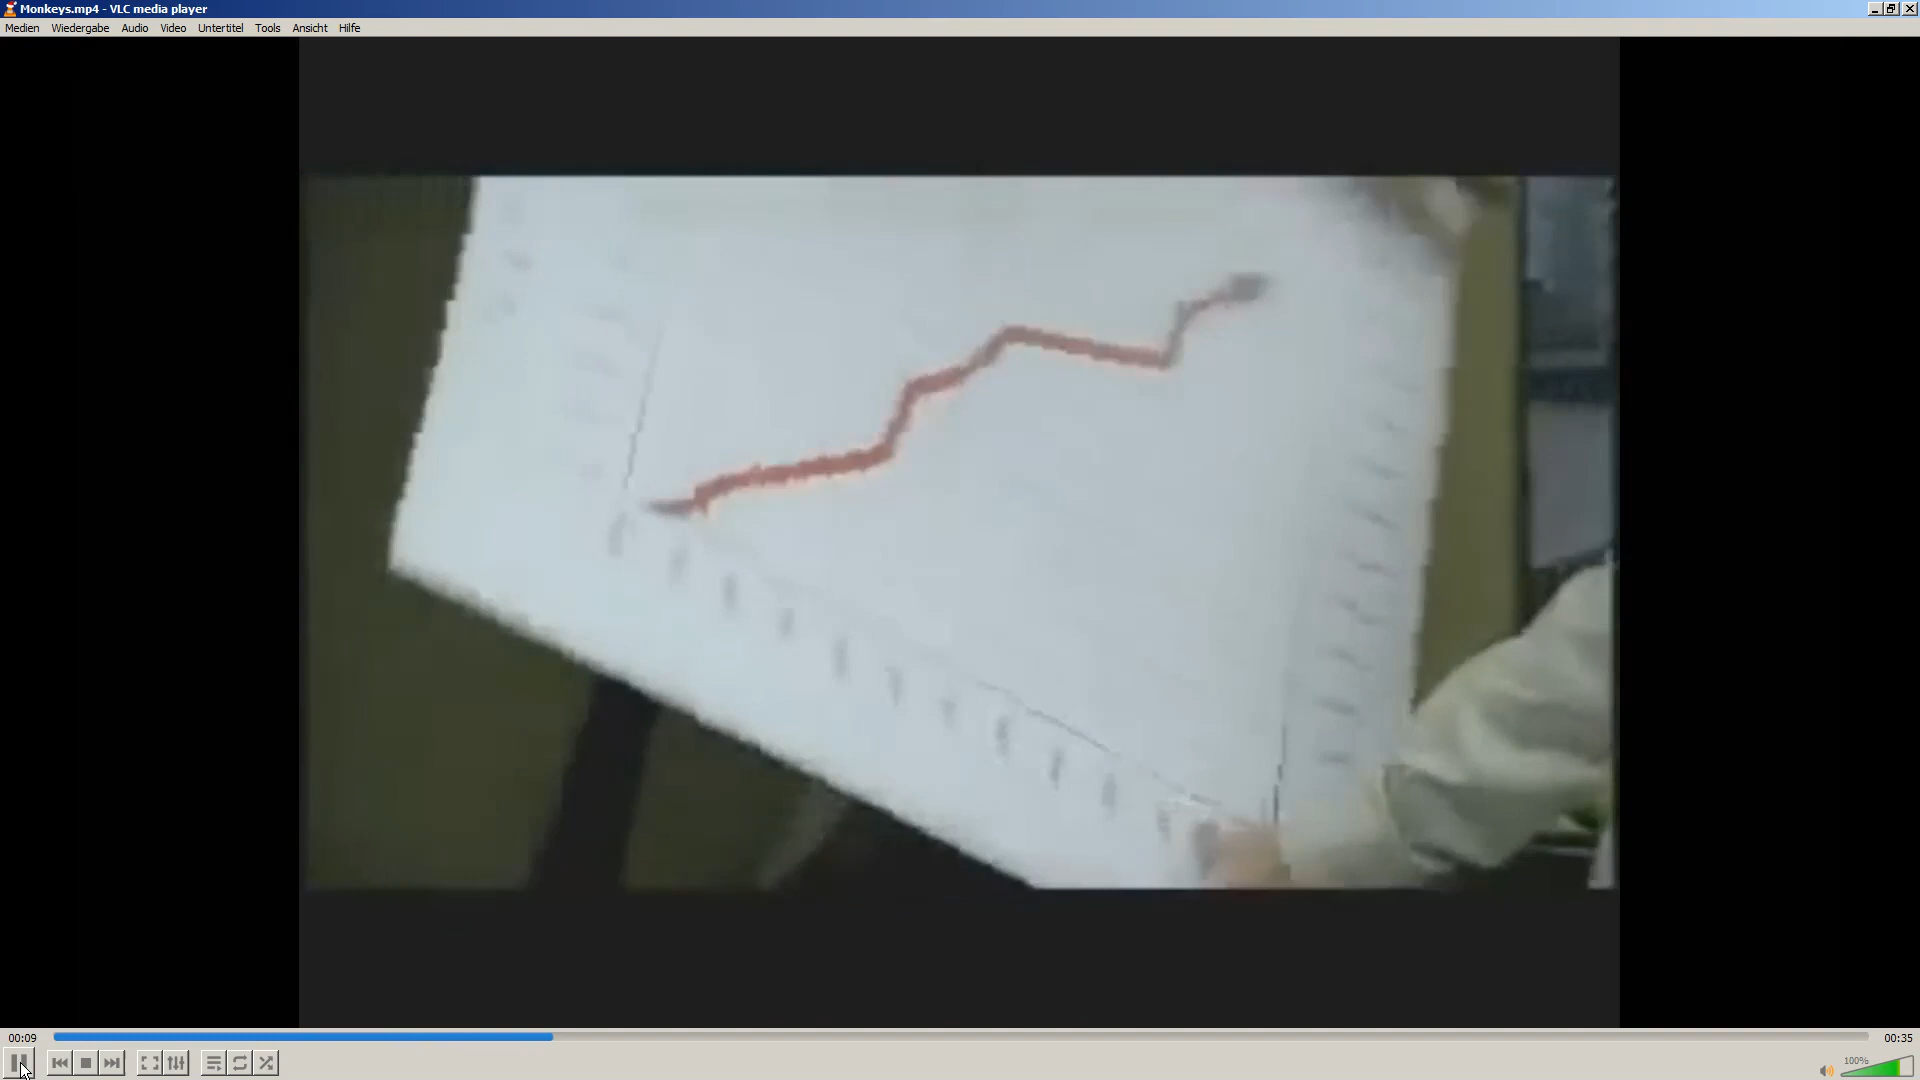 Monkeys.mp4 - VLC media player
Medien Wiedergabe Audio Video Untertitel Tools Ansicht Hilfe
00:09
00:35
100%